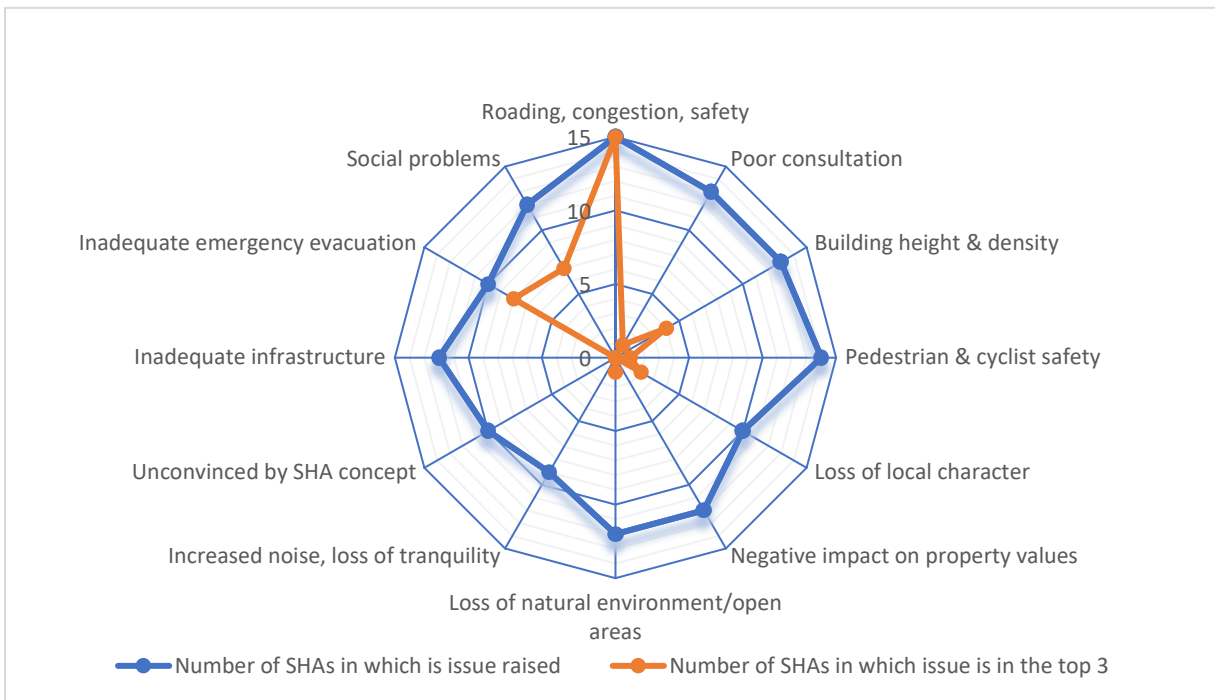 Roading, congestion, safety
15
Social problems
Poor consultation
10
Inadequate emergency evacuation
Building height & density
5
Inadequate infrastructure
0
Pedestrian & cyclist safety
Unconvinced by SHA concept
Loss of local character
Increased noise, loss of tranquility
Negative impact on property values
Loss of natural environment/open
areas
Number of SHAs in which is issue raised
Number of SHAs in which issue is in the top 3